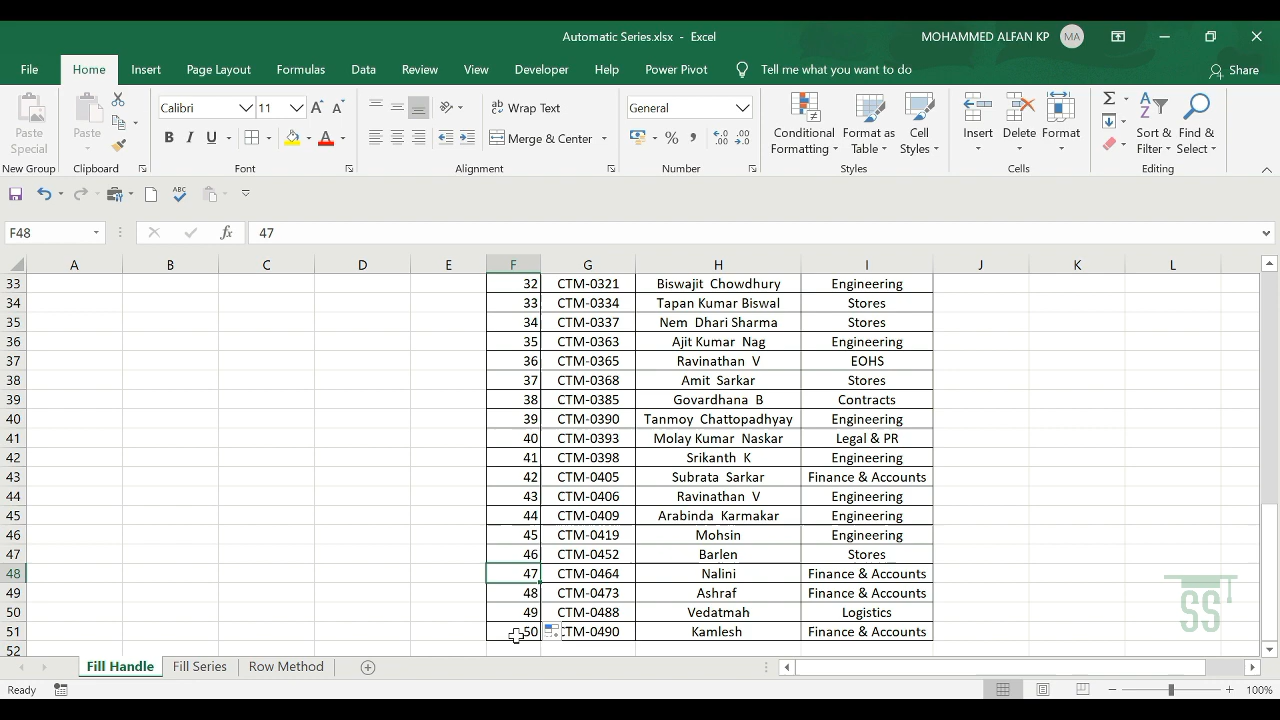 Automatic Series.xlsx - Excel
MOHAMMED ALFAN KP
MA
File Home Insert Page Layout Formulas Data Review View Developer Help Power Pivot Tell me what you want to do Share
Paste Special
New Group
Paste
Clipboard
Calibri 11
B I U
Font
Wrap Text
Merge & Center
Alignment
General
Number
Conditional Formatting
Format as Table
Cell Styles
Styles
Insert Delete Format
Cells
Sort & Filter
Find & Select
Editing
F48 fx 47
A B C D E F G H I J K L
33 32 CTM-0321 Biswajit Chowdhury Engineering
34 33 CTM-0334 Tapan Kumar Biswal Stores
35 34 CTM-0337 Nem Dhari Sharma Stores
36 35 CTM-0363 Ajit Kumar Nag Engineering
37 36 CTM-0365 Ravinathan V EOHS
38 37 CTM-0368 Amit Sarkar Stores
39 38 CTM-0385 Govardhana B Contracts
40 39 CTM-0390 Tanmoy Chattopadhyay Engineering
41 40 CTM-0393 Molay Kumar Naskar Legal & PR
42 41 CTM-0398 Srikanth K Engineering
43 42 CTM-0405 Subrata Sarkar Finance & Accounts
44 43 CTM-0406 Ravinathan V Engineering
45 44 CTM-0409 Arabinda Karmakar Engineering
46 45 CTM-0419 Mohsin Engineering
47 46 CTM-0452 Barlen Stores
48 47 CTM-0464 Nalini Finance & Accounts
49 48 CTM-0473 Ashraf Finance & Accounts
50 49 CTM-0488 Vedatmah Logistics
51 50 CTM-0490 Kamlesh Finance & Accounts
52
SS
Fill Handle Fill Series Row Method
Ready 100%